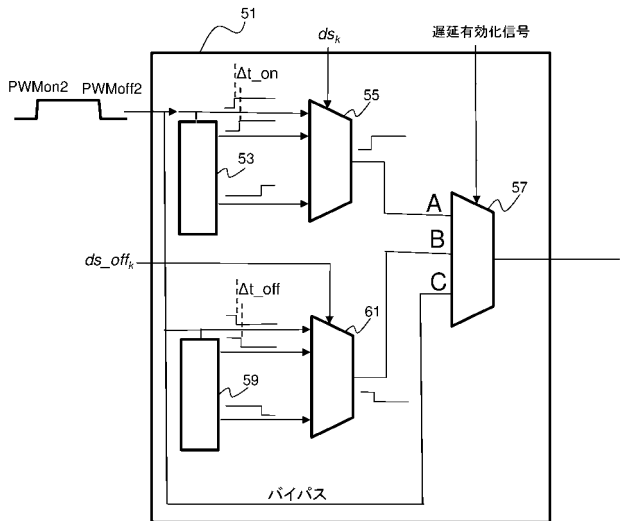 51
ds_k
遅延有効化信号
PWMon2
PWMoff2
Δt_on
55
53
A
57
B
ds_off_k
C
Δt_off
61
59
バイパス